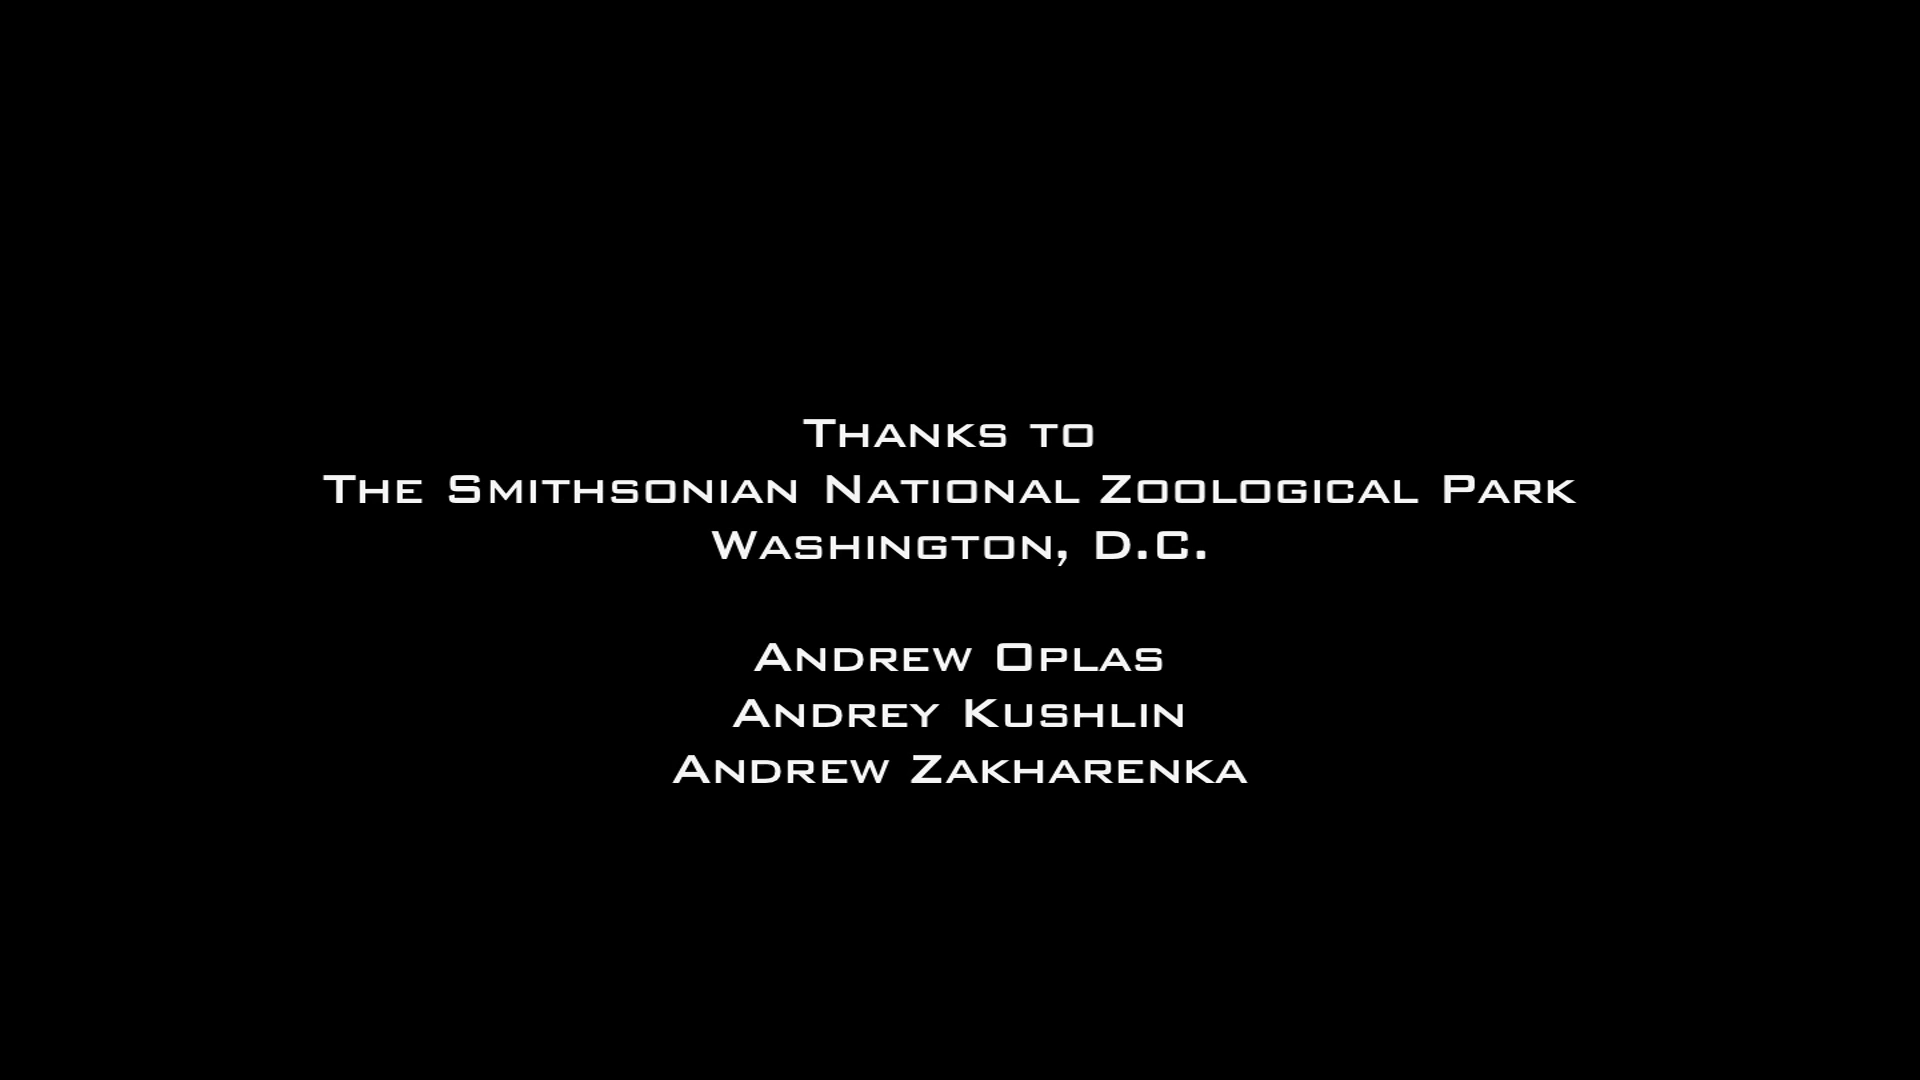 Thanks to
The Smithsonian National Zoological Park
Washington, D.C.
Andrew Oplas
Andrey Kushlin
Andrew Zakharenka